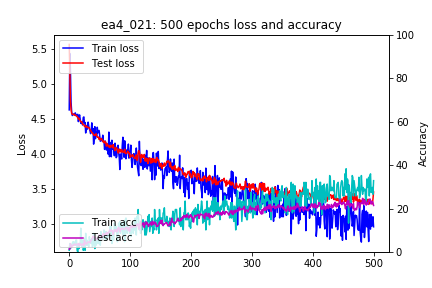 ea4_021: 500 epochs loss and accuracy
Train loss
Test loss
Train acc
Test acc
Loss
5.5
5.0
4.5
4.0
3.5
3.0
Accuracy
100
80
60
40
20
0
0
100
200
300
400
500